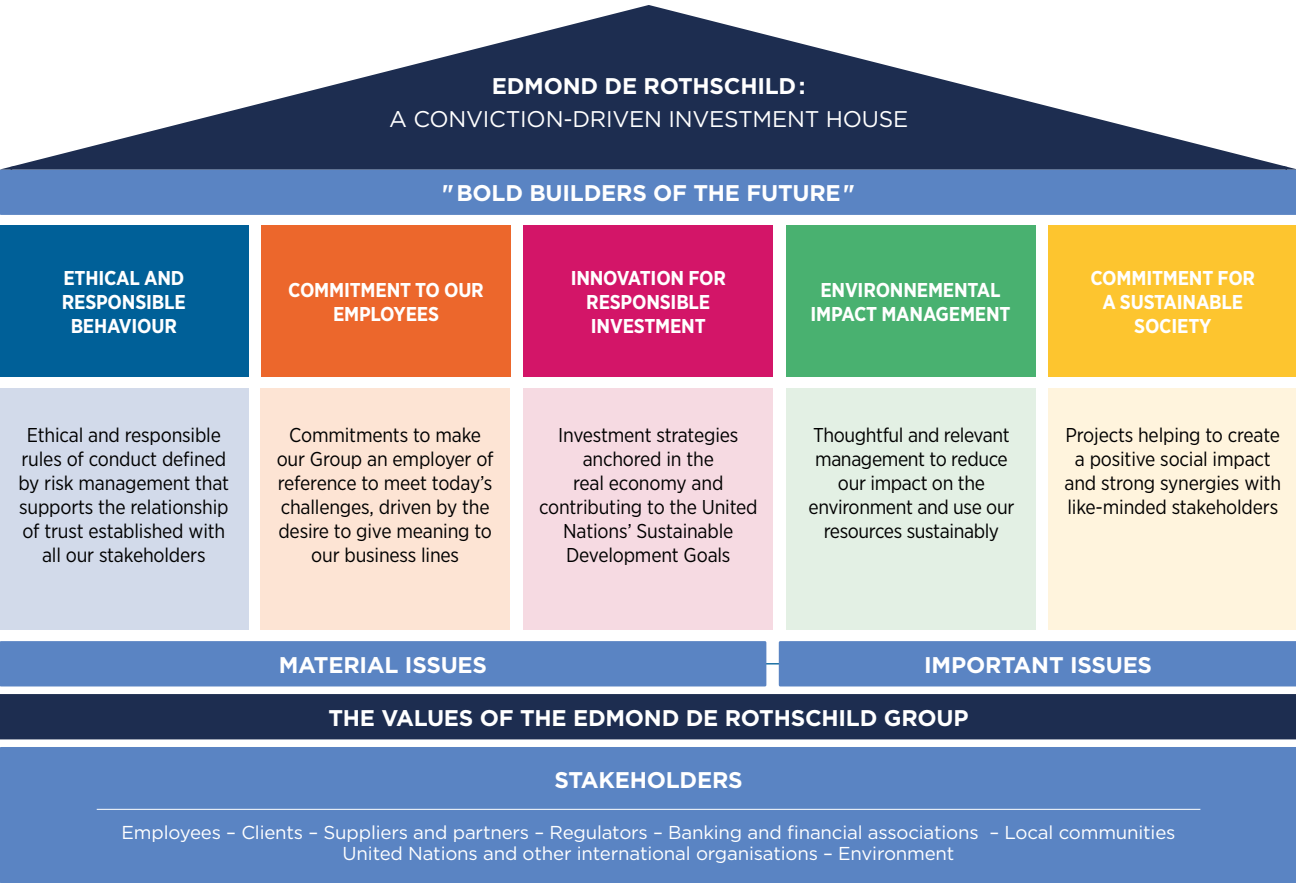 EDMOND DE ROTHSCHILD :
A CONVICTION-DRIVEN INVESTMENT HOUSE
"BOLD BUILDERS OF THE FUTURE"
ETHICAL AND
RESPONSIBLE
BEHAVIOUR
COMMITMENT TO OUR
EMPLOYEES
INNOVATION FOR
RESPONSIBLE
INVESTMENT
ENVIRONNEMENTAL
IMPACT MANAGEMENT
COMMITMENT FOR
A SUSTAINABLE
SOCIETY
Ethical and responsible
rules of conduct defined
by risk management that
supports the relationship
of trust established with
all our stakeholders
Commitments to make
our Group an employer of
reference to meet today's
challenges, driven by the
desire to give meaning to
our business lines
Investment strategies
anchored in the
real economy and
contributing to the United
Nations' Sustainable
Development Goals
Thoughtful and relevant
management to reduce
our impact on the
environment and use our
resources sustainably
Projects helping to create
a positive social impact
and strong synergies with
like-minded stakeholders
MATERIAL ISSUES
IMPORTANT ISSUES
THE VALUES OF THE EDMOND DE ROTHSCHILD GROUP
STAKEHOLDERS
Employees – Clients – Suppliers and partners – Regulators – Banking and financial associations – Local communities
United Nations and other international organisations – Environment